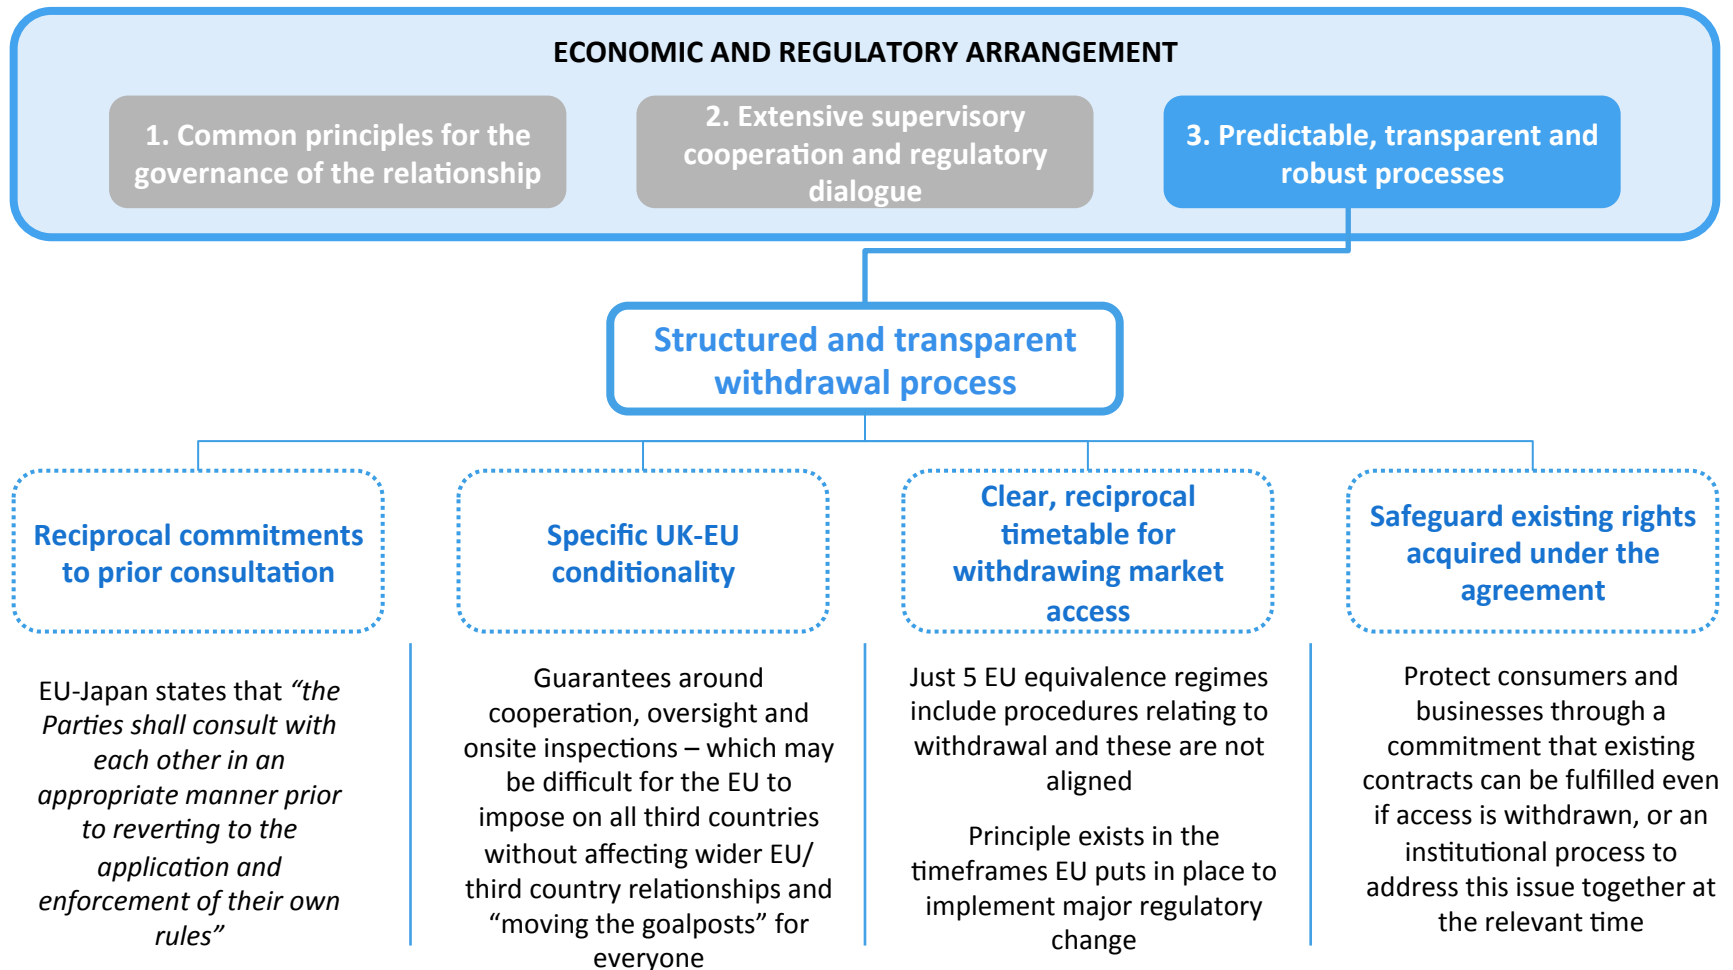 ECONOMIC AND REGULATORY ARRANGEMENT
1. Common principles for the
governance of the relationship
2. Extensive supervisory
cooperation and regulatory
dialogue
3. Predictable, transparent and
robust processes
Structured and transparent
withdrawal process
Reciprocal commitments
to prior consultation
Specific UK-EU
conditionality
Clear, reciprocal
timetable for
withdrawing market
access
Safeguard existing rights
acquired under the
agreement
EU-Japan states that “the
Parties shall consult with
each other in an
appropriate manner prior
to reverting to the
application and
enforcement of their own
rules”
Guarantees around
cooperation, oversight and
onsite inspections – which may
be difficult for the EU to
impose on all third countries
without affecting wider EU/
third country relationships and
“moving the goalposts” for
everyone
Just 5 EU equivalence regimes
include procedures relating to
withdrawal and these are not
aligned
Principle exists in the
timeframes EU puts in place to
implement major regulatory
change
Protect consumers and
businesses through a
commitment that existing
contracts can be fulfilled even
if access is withdrawn, or an
institutional process to
address this issue together at
the relevant time